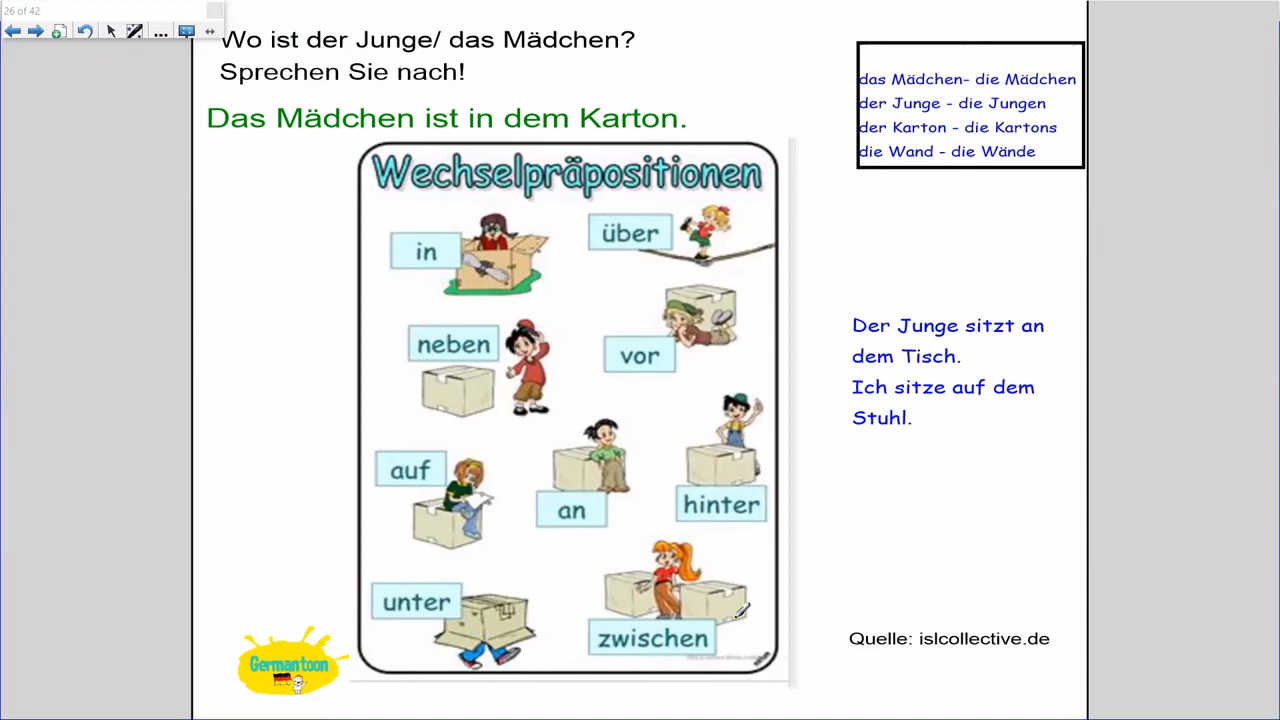 26 of 42
Wo ist der Junge/ das Mädchen?
Sprechen Sie nach!
Das Mädchen ist in dem Karton.
das Mädchen- die Mädchen
der Junge - die Jungen
der Karton - die Kartons
die Wand - die Wände
Wechselpräpositionen
in
über
neben
vor
auf
an
hinter
unter
zwischen
Der Junge sitzt an
dem Tisch.
Ich sitze auf dem
Stuhl.
Germantoon
Quelle: islcollective.de